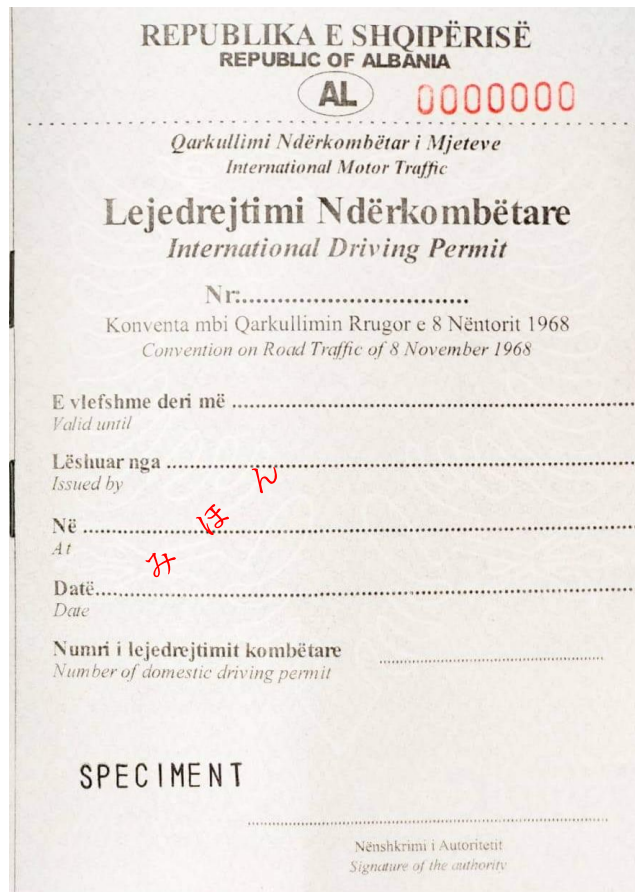 REPUBLIKA E SHQIPËRISË
REPUBLIC OF ALBANIA
AL 0000000
Qarkullimi Ndërkombëtar i Mjeteve
International Motor Traffic
Lejedrejtimi Ndërkombëtare
International Driving Permit
Nr:..........................
Konventa mbi Qarkullimin Rrugor e 8 Nëntorit 1968
Convention on Road Traffic of 8 November 1968
E vlefshme deri më ..........................
Valid until
Lëshuar nga ..........................
Issued by
みほん
Në ..........................
At
Datë..........................
Date
Numri i lejedrejtimit kombëtare ..........................
Number of domestic driving permit
SPECIMENT
Nënshkrimi i Autoritetit
Signature of the authority